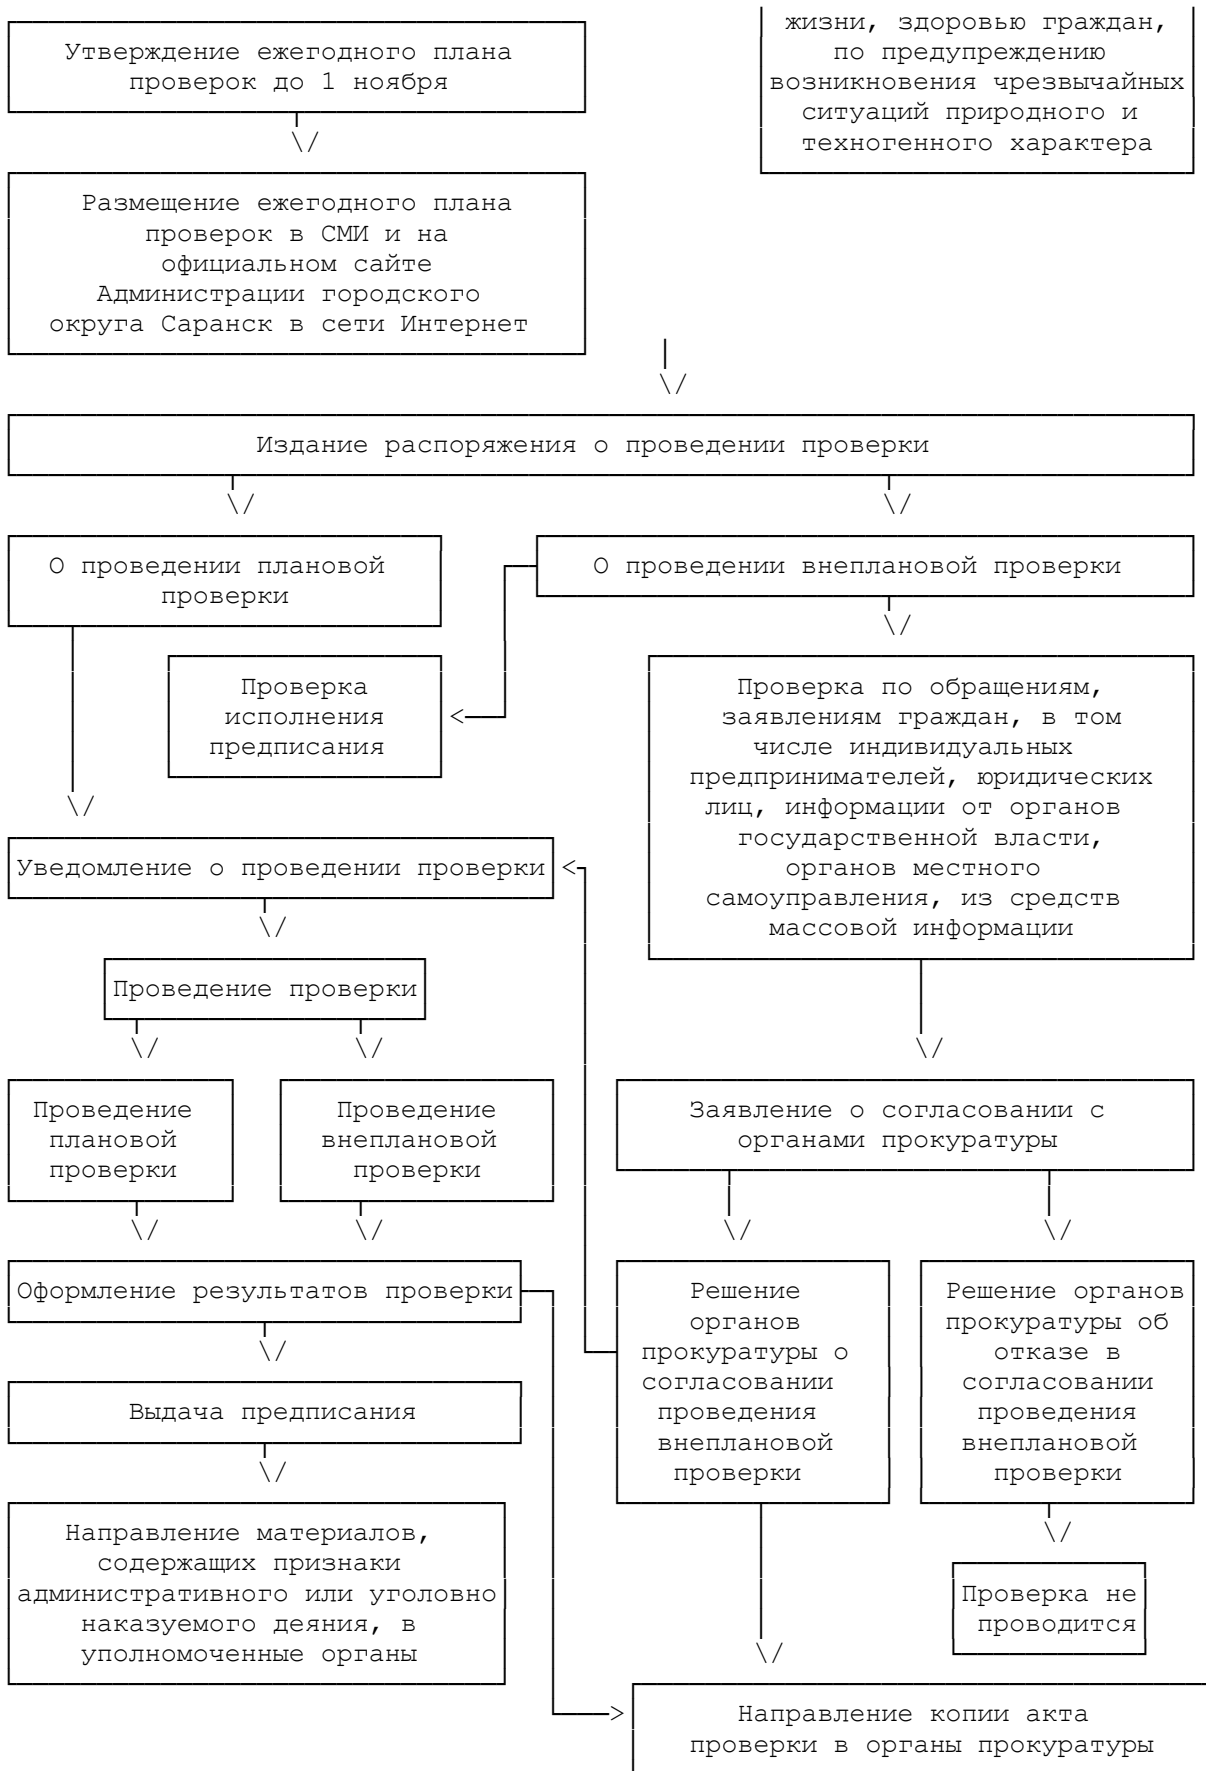 Утверждение ежегодного плана
проверок до 1 ноября
жизни, здоровью граждан,
по предупреждению
возникновения чрезвычайных
ситуаций природного и
техногенного характера
Размещение ежегодного плана
проверок в СМИ и на
официальном сайте
Администрации городского
округа Саранск в сети Интернет
Издание распоряжения о проведении проверки
О проведении плановой
проверки
О проведении внеплановой проверки
Проверка
исполнения
предписания
Проверка по обращениям,
заявлениям граждан, в том
числе индивидуальных
предпринимателей, юридических
лиц, информации от органов
государственной власти,
органов местного
самоуправления, из средств
массовой информации
Уведомление о проведении проверки
Проведение проверки
Проведение
плановой
проверки
Проведение
внеплановой
проверки
Заявление о согласовании с
органами прокуратуры
Оформление результатов проверки
Решение
органов
прокуратуры о
согласовании
проведения
внеплановой
проверки
Решение органов
прокуратуры об
отказе в
согласовании
проведения
внеплановой
проверки
Выдача предписания
Направление материалов,
содержащих признаки
административного или уголовно
наказуемого деяния, в
уполномоченные органы
Проверка не
проводится
Направление копии акта
проверки в органы прокуратуры